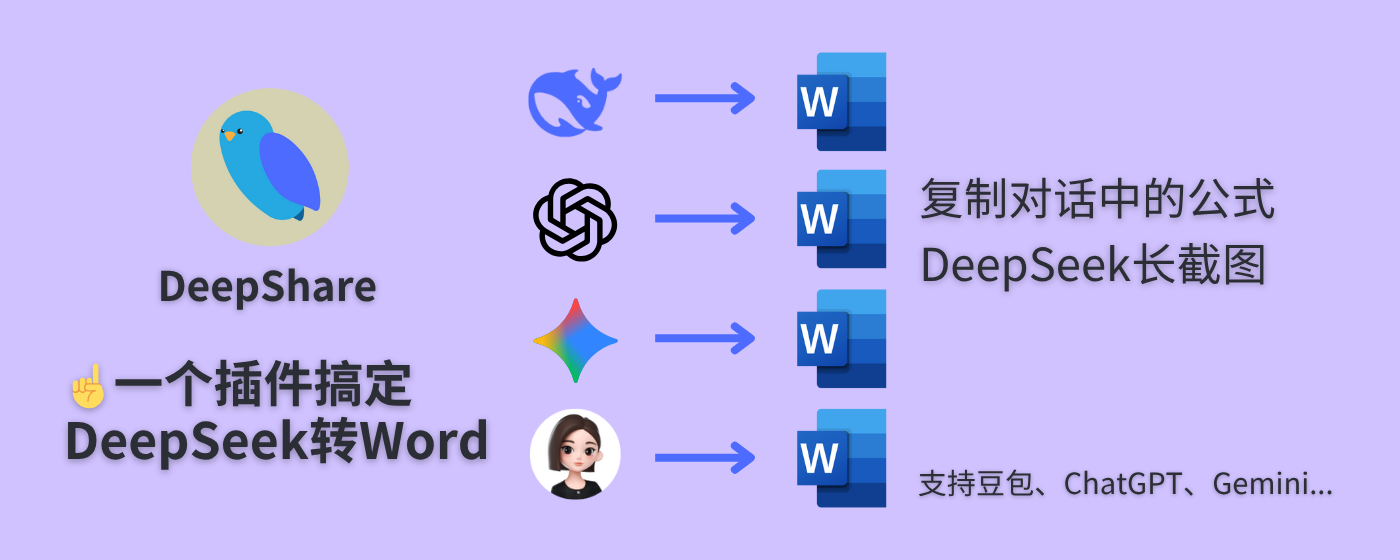 DeepShare
☝一个插件搞定
DeepSeek转Word
W
W
W
W
复制对话中的公式
DeepSeek长截图
支持豆包、ChatGPT、Gemini...